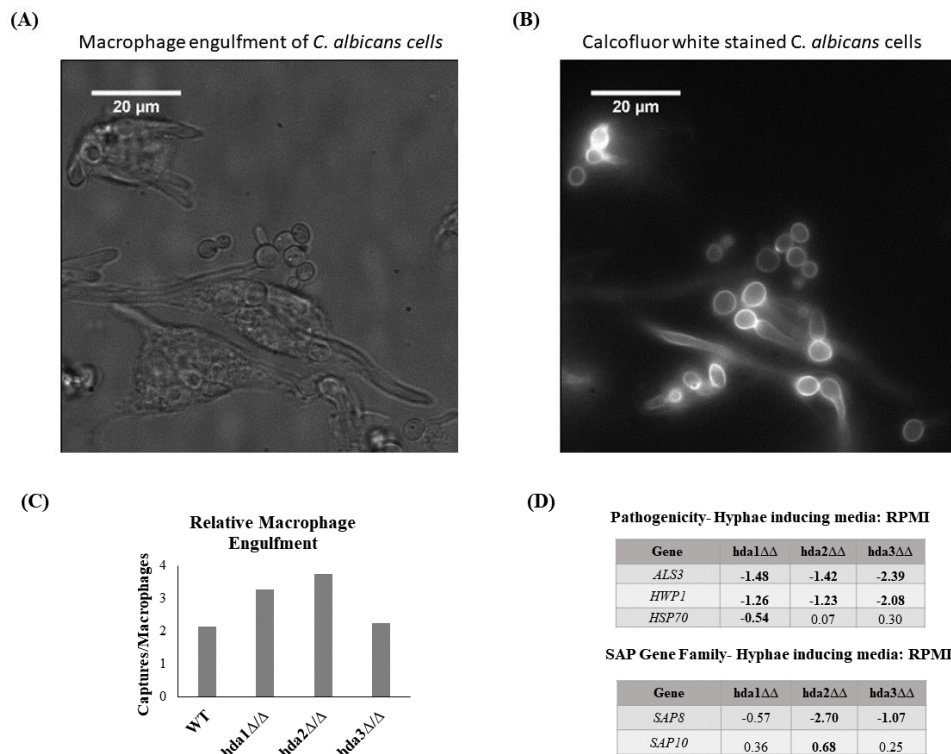 (A)
Macrophage engulfment of C. albicans cells
20 µm
(B)
Calcofluor white stained C. albicans cells
20 µm
(C)
Relative Macrophage
Engulfment
Captures/Macrophages
4
3
2
1
0
WT
hda1Δ/Δ
hda2Δ/Δ
hda3Δ/Δ
(D)
Pathogenicity- Hyphae inducing media: RPMI
Gene hda1ΔΔ hda2ΔΔ hda3ΔΔ
ALS3 -1.48 -1.42 -2.39
HWP1 -1.26 -1.23 -2.08
HSP70 -0.54 0.07 0.30
SAP Gene Family- Hyphae inducing media: RPMI
Gene hda1ΔΔ hda2ΔΔ hda3ΔΔ
SAP8 -0.57 -2.70 -1.07
SAP10 0.36 0.68 0.25